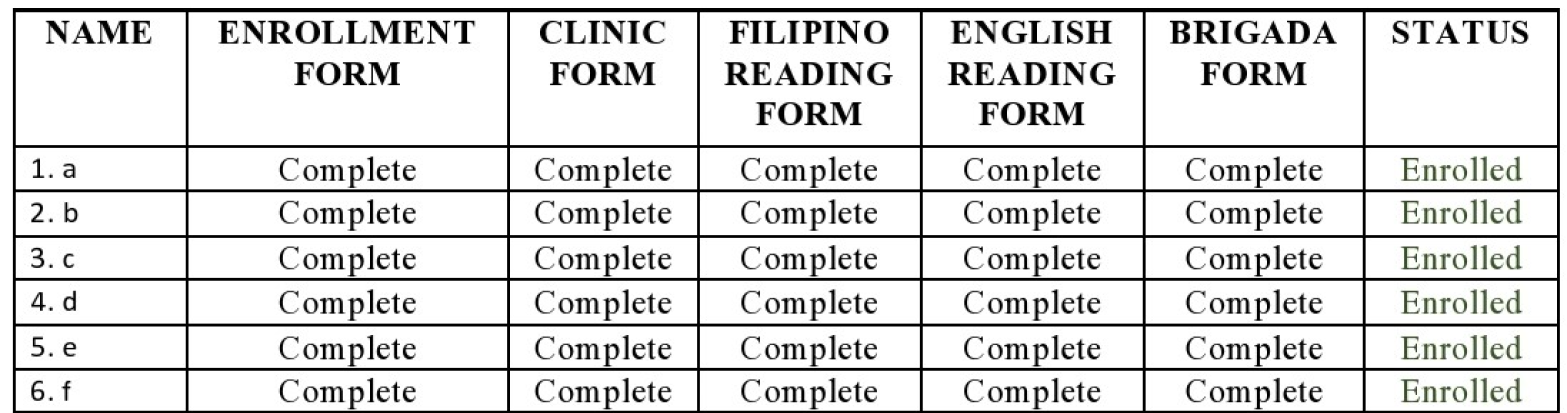 NAME ENROLLMENT FORM CLINIC FORM FILIPINO READING FORM ENGLISH READING FORM BRIGADA FORM STATUS
1. a Complete Complete Complete Complete Complete Enrolled
2. b Complete Complete Complete Complete Complete Enrolled
3. c Complete Complete Complete Complete Complete Enrolled
4. d Complete Complete Complete Complete Complete Enrolled
5. e Complete Complete Complete Complete Complete Enrolled
6. f Complete Complete Complete Complete Complete Enrolled